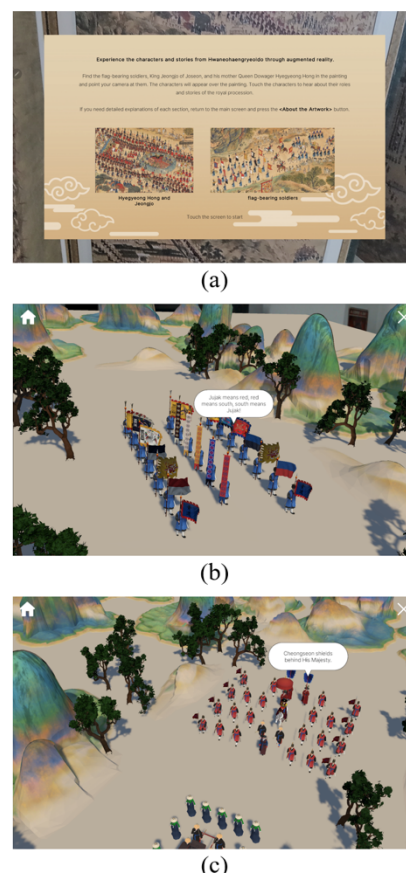 Experience the characters and stories from Hwaneohaengryeoldo through augmented reality.
Find the flag-bearing soldiers, King Jeongjo of Joseon, and his mother Queen Dowager Hyegyeong Hong in the painting
and point your camera at them. The characters will appear over the painting. Touch the characters to hear about their roles
and stories of the royal procession.
If you need detailed explanations of each section, return to the main screen and press the <About the Artwork> button.
Hyegyeong Hong and
Jeongjo
flag-bearing soldiers
Touch the screen to start
(a)
Jujak means red, red
means south, south means
Jujak!
(b)
Cheongseon shields
behind His Majesty.
(c)